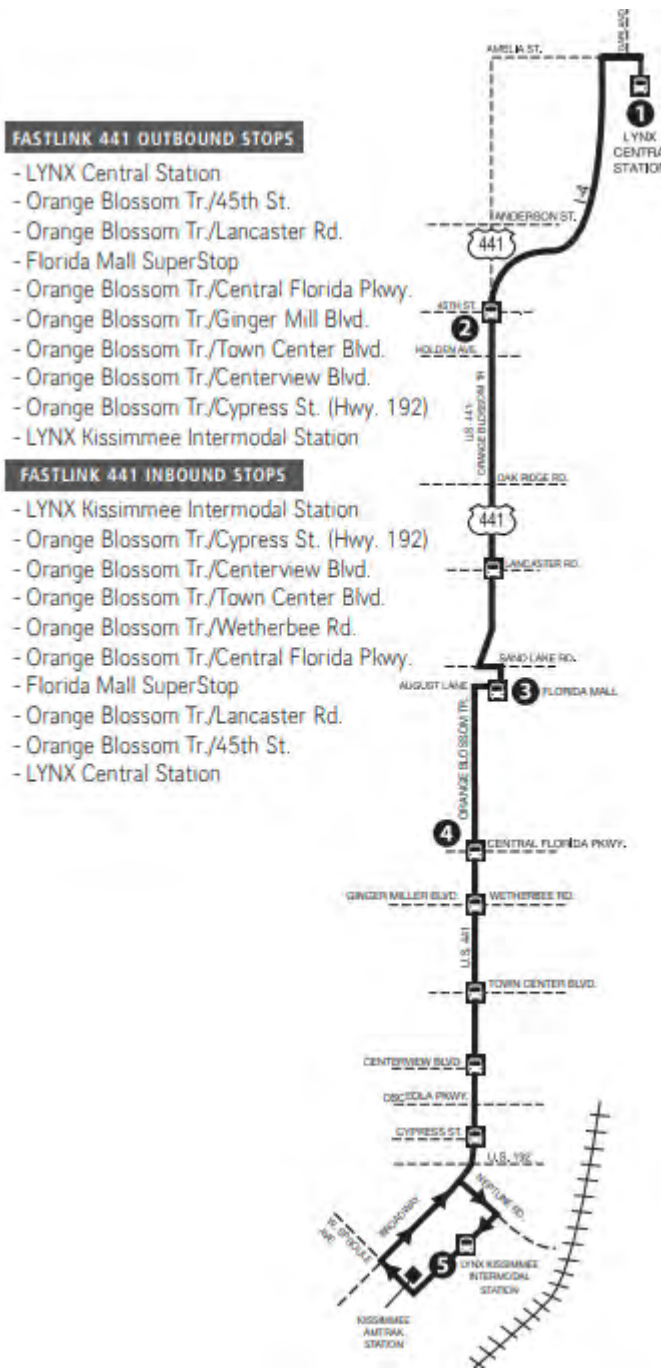 FASTLINK 441 OUTBOUND STOPS
- LYNX Central Station
- Orange Blossom Tr./45th St.
- Orange Blossom Tr./Lancaster Rd.
- Florida Mall SuperStop
- Orange Blossom Tr./Central Florida Pkwy.
- Orange Blossom Tr./Ginger Mill Blvd.
- Orange Blossom Tr./Town Center Blvd.
- Orange Blossom Tr./Centerview Blvd.
- Orange Blossom Tr./Cypress St. (Hwy. 192)
- LYNX Kissimmee Intermodal Station
FASTLINK 441 INBOUND STOPS
- LYNX Kissimmee Intermodal Station
- Orange Blossom Tr./Cypress St. (Hwy. 192)
- Orange Blossom Tr./Centerview Blvd.
- Orange Blossom Tr./Town Center Blvd.
- Orange Blossom Tr./Wetherbee Rd.
- Orange Blossom Tr./Central Florida Pkwy.
- Florida Mall SuperStop
- Orange Blossom Tr./Lancaster Rd.
- Orange Blossom Tr./45th St.
- LYNX Central Station
AMELIA ST.
1
LYNX
CENTRAL
STATION
I-4
ANDERSON ST.
441
45TH ST.
2
HOLDEN AVE.
U.S. 441
ORANGE BLOSSOM TR.
OAK RIDGE RD.
441
LANCASTER RD.
SAND LAKE RD.
AUGUST LANE
3 FLORIDA MALL
ORANGE BLOSSOM TR.
4
CENTRAL FLORIDA PKWY.
GINGER MILLER BLVD.
WETHERBEE RD.
U.S. 441
TOWN CENTER BLVD.
CENTERVIEW BLVD.
OSCEOLA PKWY.
CYPRESS ST.
U.S. 192
BROADWAY
NEPTUNE RD.
AVE.
5
LYNX KISSIMMEE
INTERMODAL
STATION
KISSIMMEE
AMTRAK
STATION